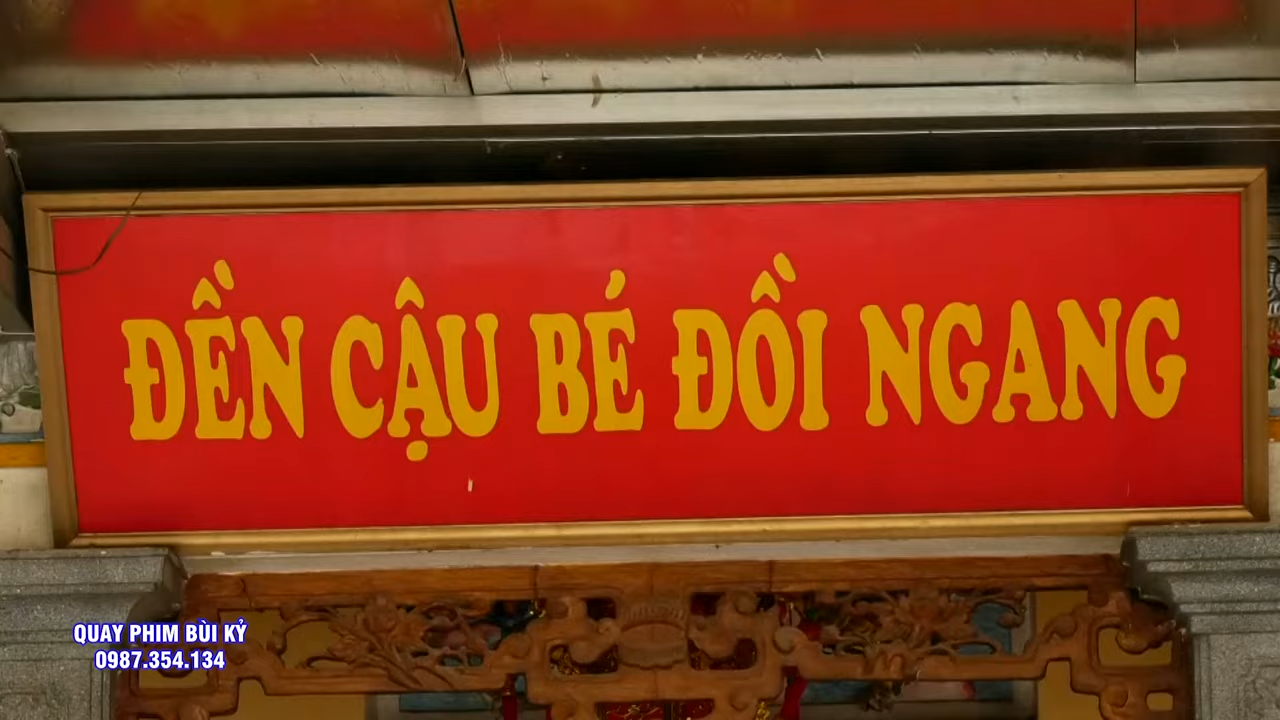 ĐỀN CẬU BÉ ĐỒI NGANG
QUAY PHIM BÙI KỶ
0987.354.134